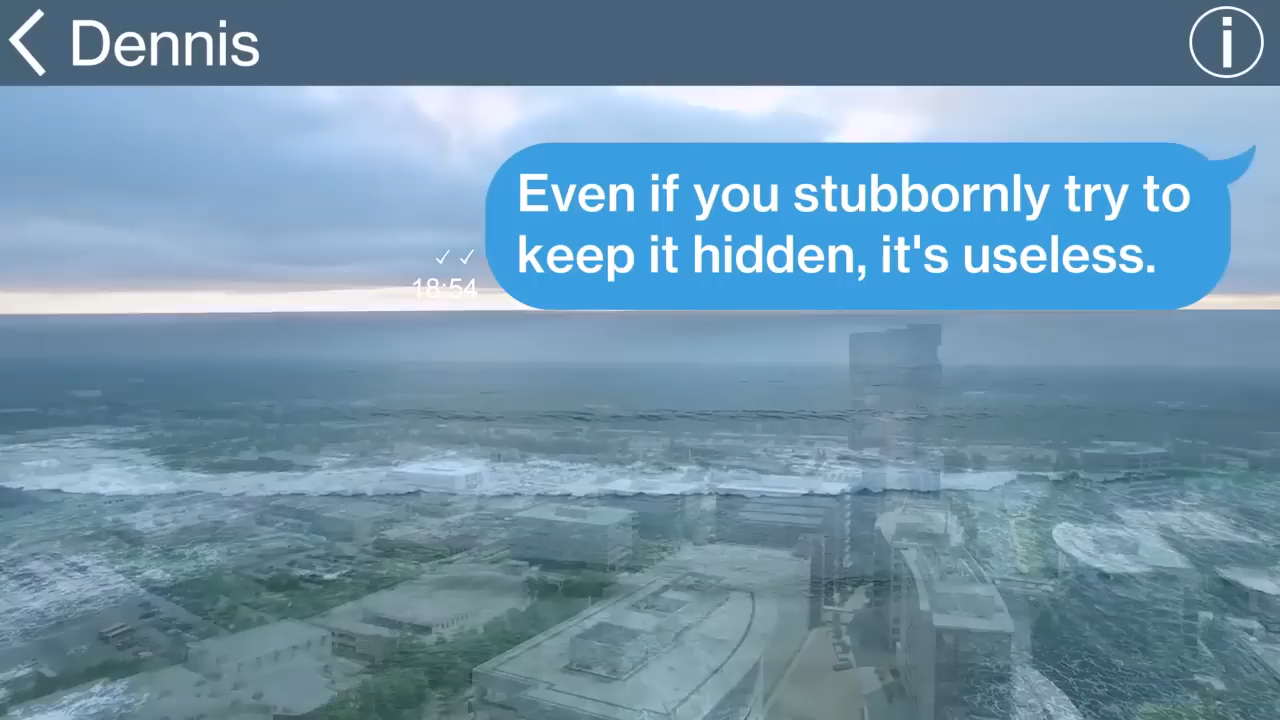 Dennis
Even if you stubbornly try to
keep it hidden, it's useless.
18:54